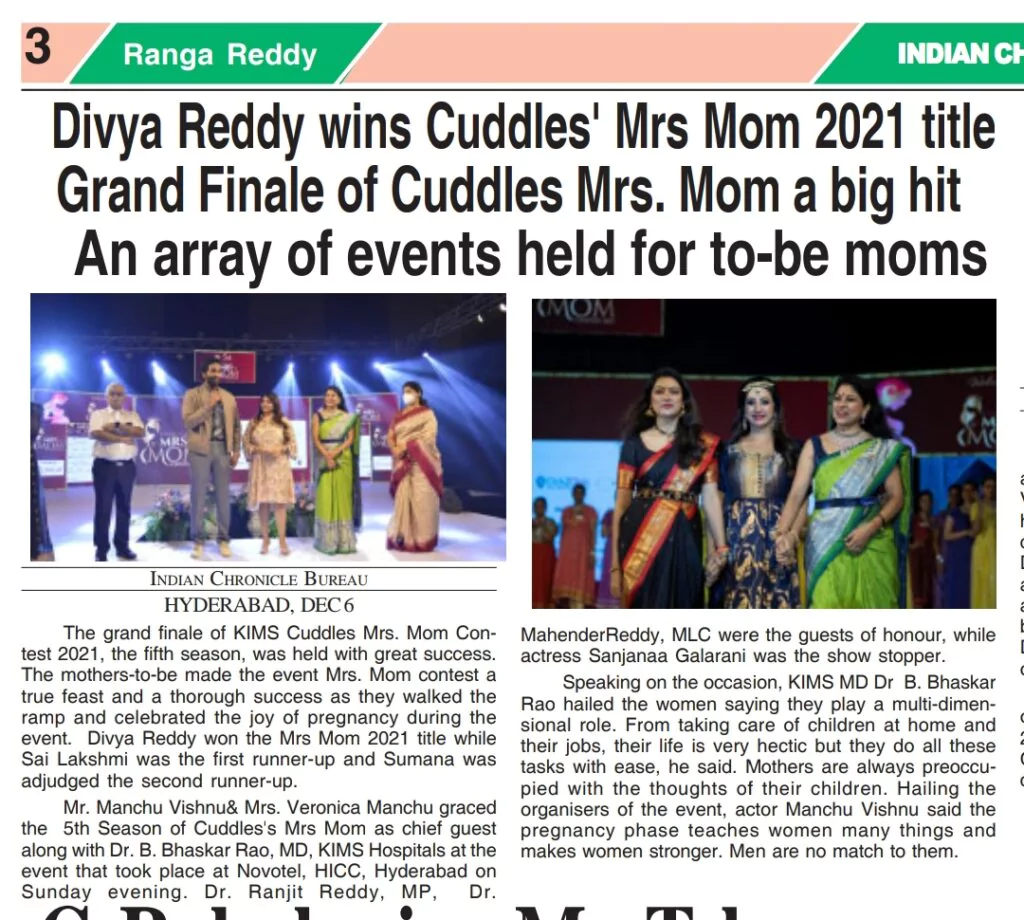 3
Ranga Reddy
INDIAN CH
Divya Reddy wins Cuddles' Mrs Mom 2021 title
Grand Finale of Cuddles Mrs. Mom a big hit
An array of events held for to-be moms
MRS
MOM
MOM
INDIAN CHRONICLE BUREAU
HYDERABAD, DEC 6
The grand finale of KIMS Cuddles Mrs. Mom Con-
test 2021, the fifth season, was held with great success.
The mothers-to-be made the event Mrs. Mom contest a
true feast and a thorough success as they walked the
ramp and celebrated the joy of pregnancy during the
event. Divya Reddy won the Mrs Mom 2021 title while
Sai Lakshmi was the first runner-up and Sumana was
adjudged the second runner-up.
Mr. Manchu Vishnu& Mrs. Veronica Manchu graced
the 5th Season of Cuddles's Mrs Mom as chief guest
along with Dr. B. Bhaskar Rao, MD, KIMS Hospitals at the
event that took place at Novotel, HICC, Hyderabad on
Sunday evening. Dr. Ranjit Reddy, MP, Dr.
MahenderReddy, MLC were the guests of honour, while
actress Sanjanaa Galarani was the show stopper.
Speaking on the occasion, KIMS MD Dr B. Bhaskar
Rao hailed the women saying they play a multi-dimen-
sional role. From taking care of children at home and
their jobs, their life is very hectic but they do all these
tasks with ease, he said. Mothers are always preoccu-
pied with the thoughts of their children. Hailing the
organisers of the event, actor Manchu Vishnu said the
pregnancy phase teaches women many things and
makes women stronger. Men are no match to them.